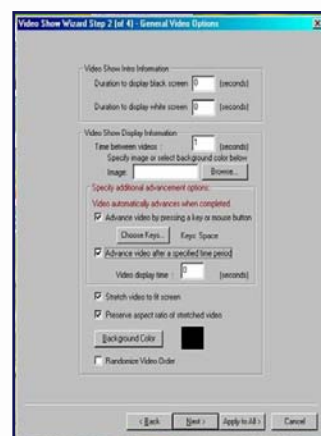 Video Show Wizard Step 2 (of 4) - General Video Options
Video Show Intro Information
Duration to display black screen 0 (seconds)
Duration to display white screen 0 (seconds)
Video Show Display Information
Time between videos : 1 (seconds)
Specify image or select background color below
Image: Browse...
Specify additional advancement options:
Video automatically advances when completed
Advance video by pressing a key or mouse button
Choose Keys... Keys: Space
Advance video after a specified time period
Video display time : 0 (seconds)
Stretch video to fit screen
Preserve aspect ratio of stretched video
Background Color
Randomize Video Order
< Back Next > Apply to All > Cancel